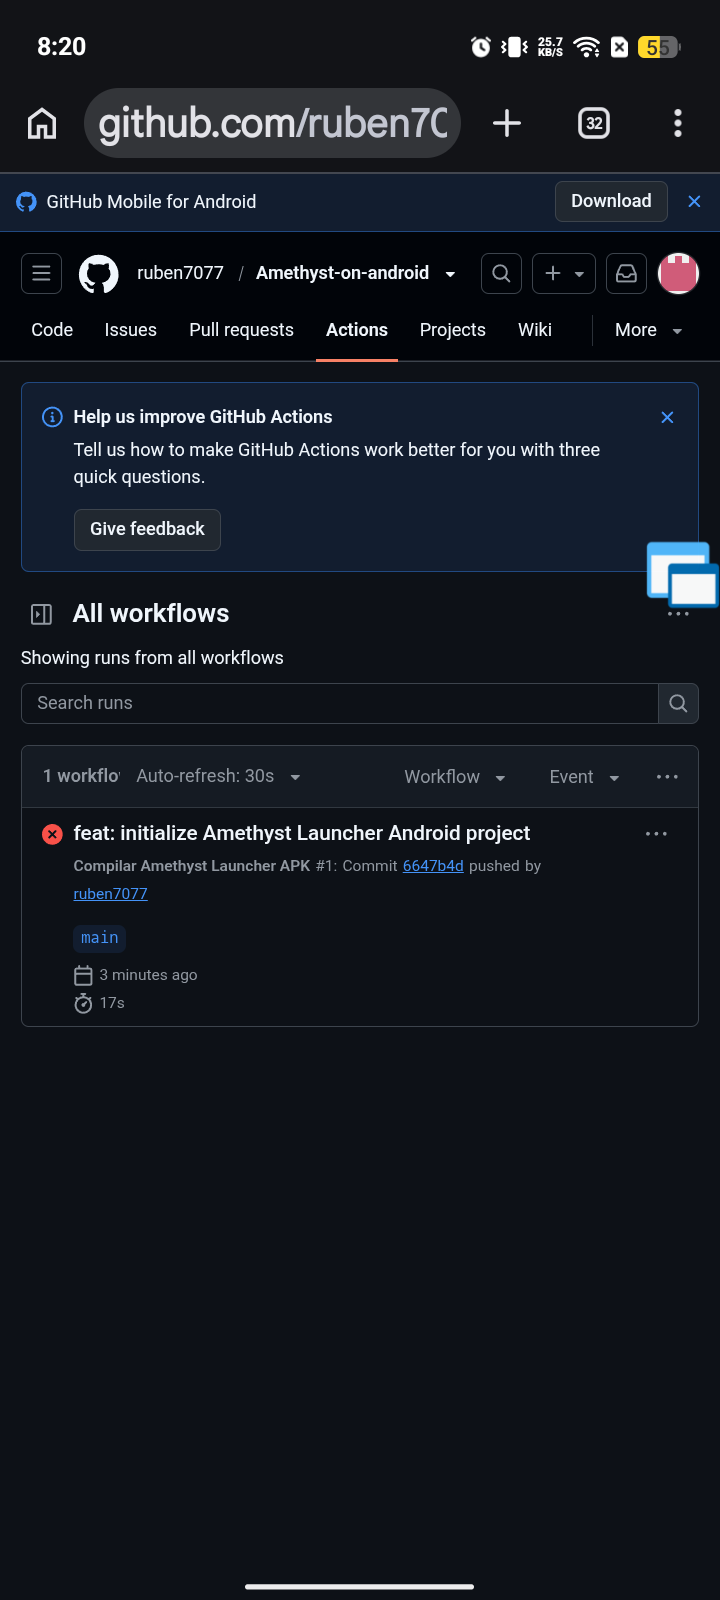 8:20
25.7
KB/S
55
github.com/ruben70
32
GitHub Mobile for Android
Download
ruben7077 / Amethyst-on-android
Code Issues Pull requests Actions Projects Wiki More
Help us improve GitHub Actions
Tell us how to make GitHub Actions work better for you with three
quick questions.
Give feedback
All workflows
Showing runs from all workflows
Search runs
1 workflo Auto-refresh: 30s Workflow Event
feat: initialize Amethyst Launcher Android project
Compilar Amethyst Launcher APK #1: Commit 6647b4d pushed by
ruben7077
main
3 minutes ago
17s